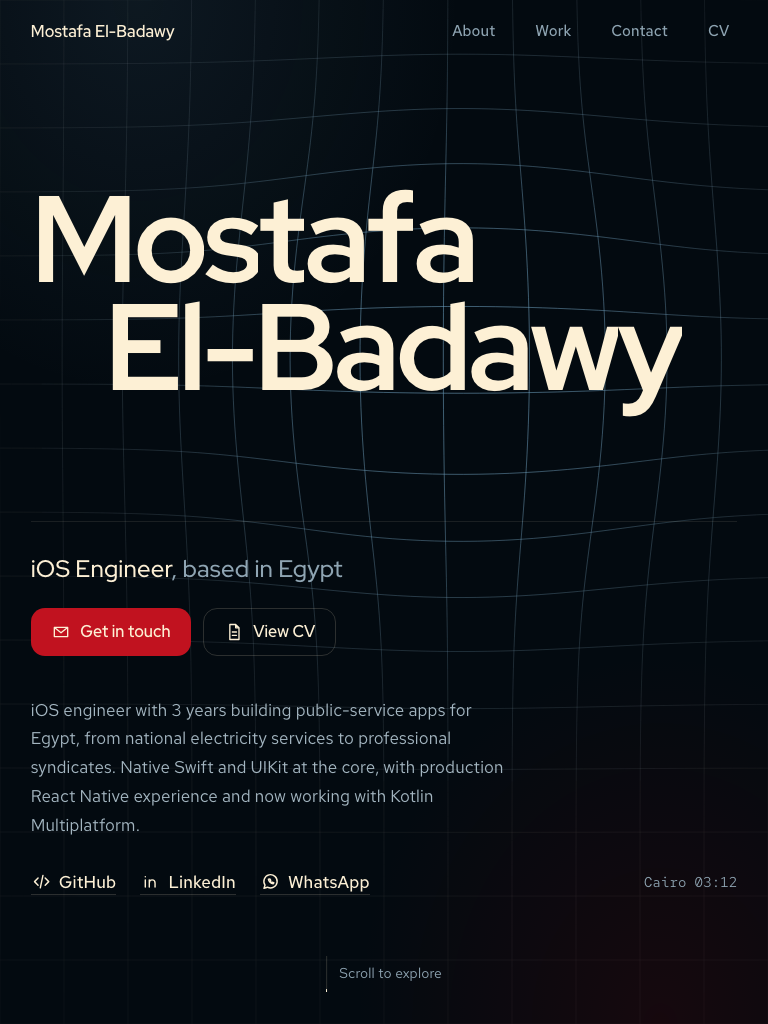 Mostafa El-Badawy
About Work Contact CV
Mostafa
El-Badawy
iOS Engineer, based in Egypt
Get in touch
View CV
iOS engineer with 3 years building public-service apps for
Egypt, from national electricity services to professional
syndicates. Native Swift and UIKit at the core, with production
React Native experience and now working with Kotlin
Multiplatform.
GitHub in LinkedIn WhatsApp
Cairo 03:12
Scroll to explore